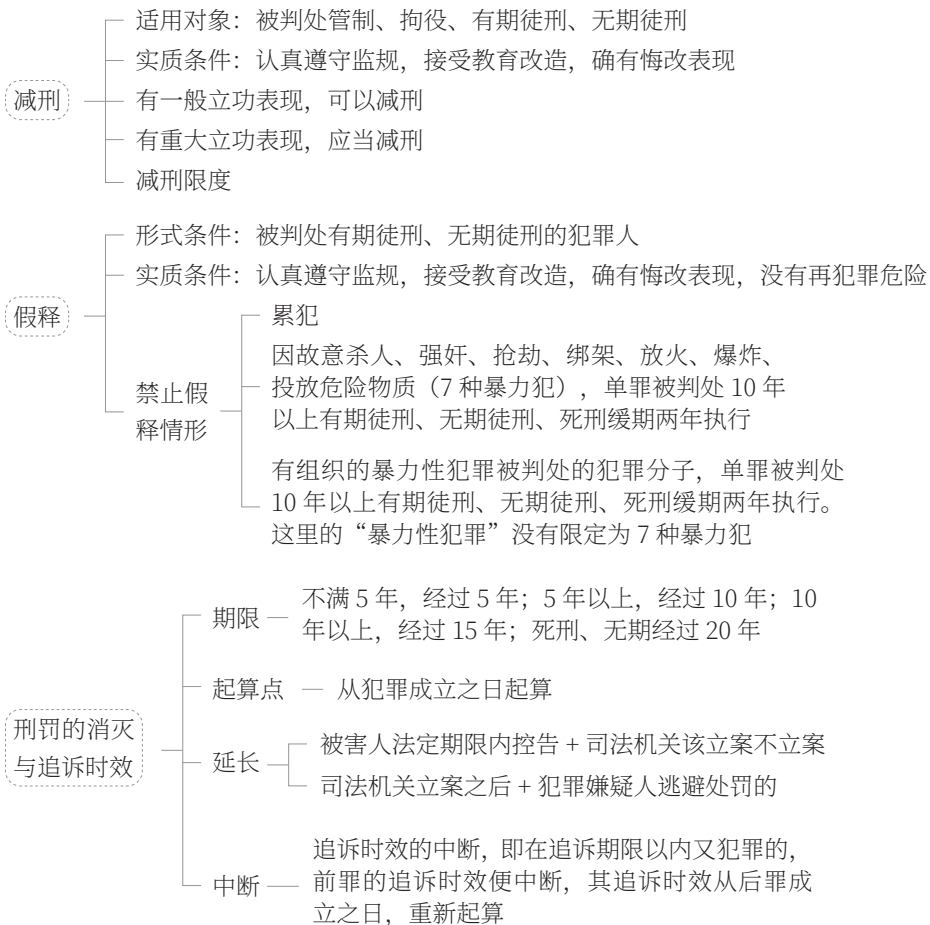 减刑
适用对象：被判处管制、拘役、有期徒刑、无期徒刑
实质条件：认真遵守监规，接受教育改造，确有悔改表现
有一般立功表现，可以减刑
有重大立功表现，应当减刑
减刑限度
假释
形式条件：被判处有期徒刑、无期徒刑的犯罪人
实质条件：认真遵守监规，接受教育改造，确有悔改表现，没有再犯罪危险
禁止假
释情形
累犯
因故意杀人、强奸、抢劫、绑架、放火、爆炸、
投放危险物质（7 种暴力犯），单罪被判处 10 年
以上有期徒刑、无期徒刑、死刑缓期两年执行
有组织的暴力性犯罪被判处的犯罪分子，单罪被判处
10 年以上有期徒刑、无期徒刑、死刑缓期两年执行。
这里的“暴力性犯罪”没有限定为 7 种暴力犯
刑罚的消灭
与追诉时效
期限
不满 5 年，经过 5 年；5 年以上，经过 10 年；10
年以上，经过 15 年；死刑、无期经过 20 年
起算点
从犯罪成立之日起算
延长
被害人法定期限内控告 + 司法机关该立案不立案
司法机关立案之后 + 犯罪嫌疑人逃避处罚的
中断
追诉时效的中断，即在追诉期限以内又犯罪的，
前罪的追诉时效便中断，其追诉时效从后罪成
立之日，重新起算